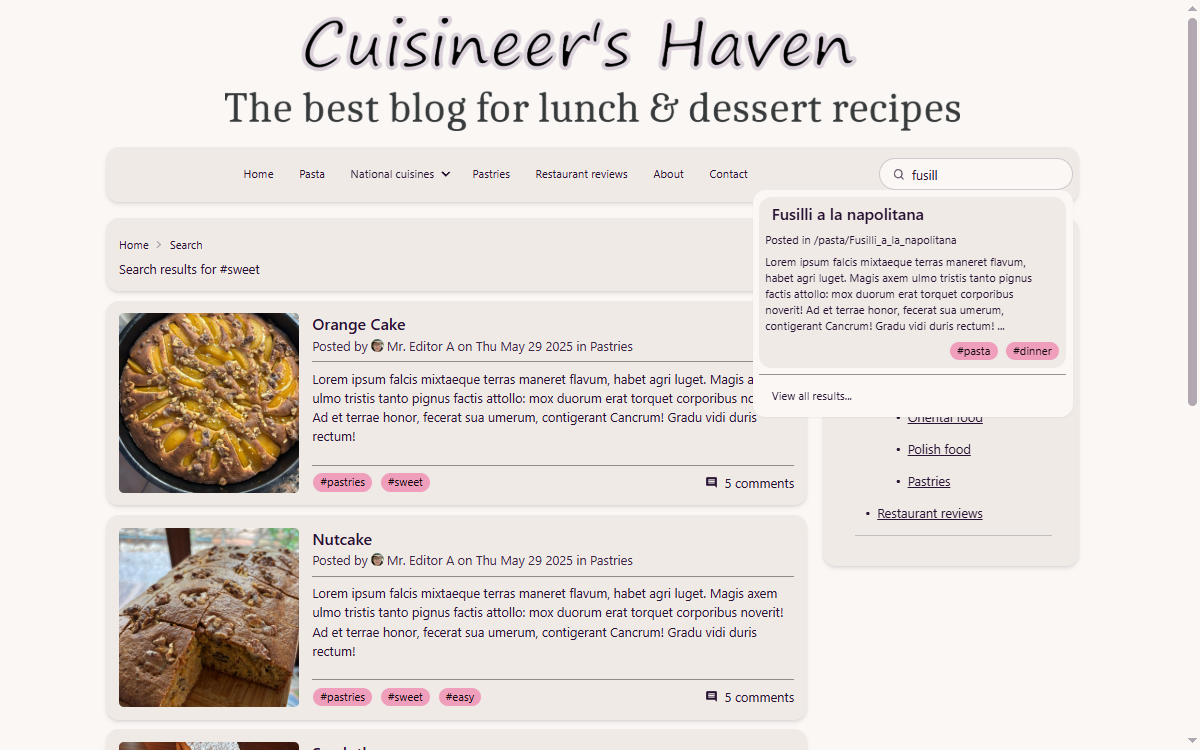 Cuisineer's Haven
The best blog for lunch & dessert recipes
Home
Pasta
National cuisines
Pastries
Restaurant reviews
About
Contact
fusill
Fusilli a la napolitana
Posted in /pasta/Fusilli_a_la_napolitana
Lorem ipsum falcis mixtaeque terras maneret flavum,
habet agri luget. Magis axem ulmo tristis tanto pignus
factis attollo: mox duorum erat torquet corporibus
noverit! Ad et terrae honor, fecerat sua umerum,
contigerant Cancrum! Gradu vidi duris rectum! ...
#pasta
#dinner
View all results...
Home > Search
Search results for #sweet
Orange Cake
Posted by Mr. Editor A on Thu May 29 2025 in Pastries
Lorem ipsum falcis mixtaeque terras maneret flavum, habet agri luget. Magis a
ulmo tristis tanto pignus factis attollo: mox duorum erat torquet corporibus no
Ad et terrae honor, fecerat sua umerum, contigerant Cancrum! Gradu vidi duris
rectum!
#pastries
#sweet
5 comments
Nutcake
Posted by Mr. Editor A on Thu May 29 2025 in Pastries
Lorem ipsum falcis mixtaeque terras maneret flavum, habet agri luget. Magis axem
ulmo tristis tanto pignus factis attollo: mox duorum erat torquet corporibus noverit!
Ad et terrae honor, fecerat sua umerum, contigerant Cancrum! Gradu vidi duris
rectum!
#pastries
#sweet
#easy
5 comments
• Oriental food
• Polish food
• Pastries
• Restaurant reviews